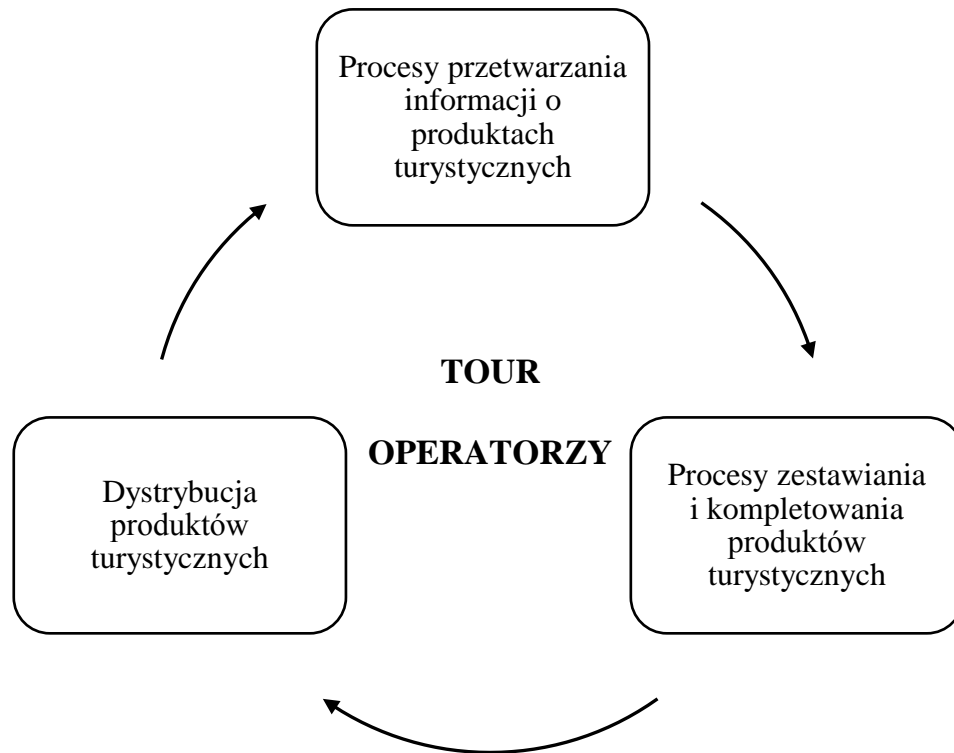 Procesy przetwarzania
informacji o
produktach
turystycznych
TOUR
OPERATORZY
Dystrybucja
produktów
turystycznych
Procesy zestawiania
i kompletowania
produktów
turystycznych